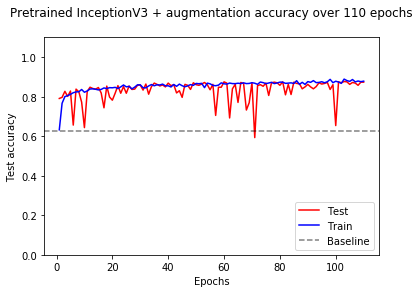 Pretrained InceptionV3 + augmentation accuracy over 110 epochs
1.0
0.8
0.6
0.4
0.2
0.0
Test accuracy
0
20
40
60
80
100
Epochs
Test
Train
Baseline